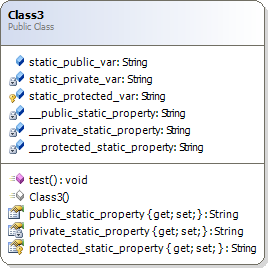 Class3
Public Class
static_public_var: String
static_private_var: String
static_protected_var: String
__public_static_property: String
__private_static_property: String
__protected_static_property: String
test() : void
Class3()
public_static_property { get; set; } : String
private_static_property { get; set; } : String
protected_static_property { get; set; } : String